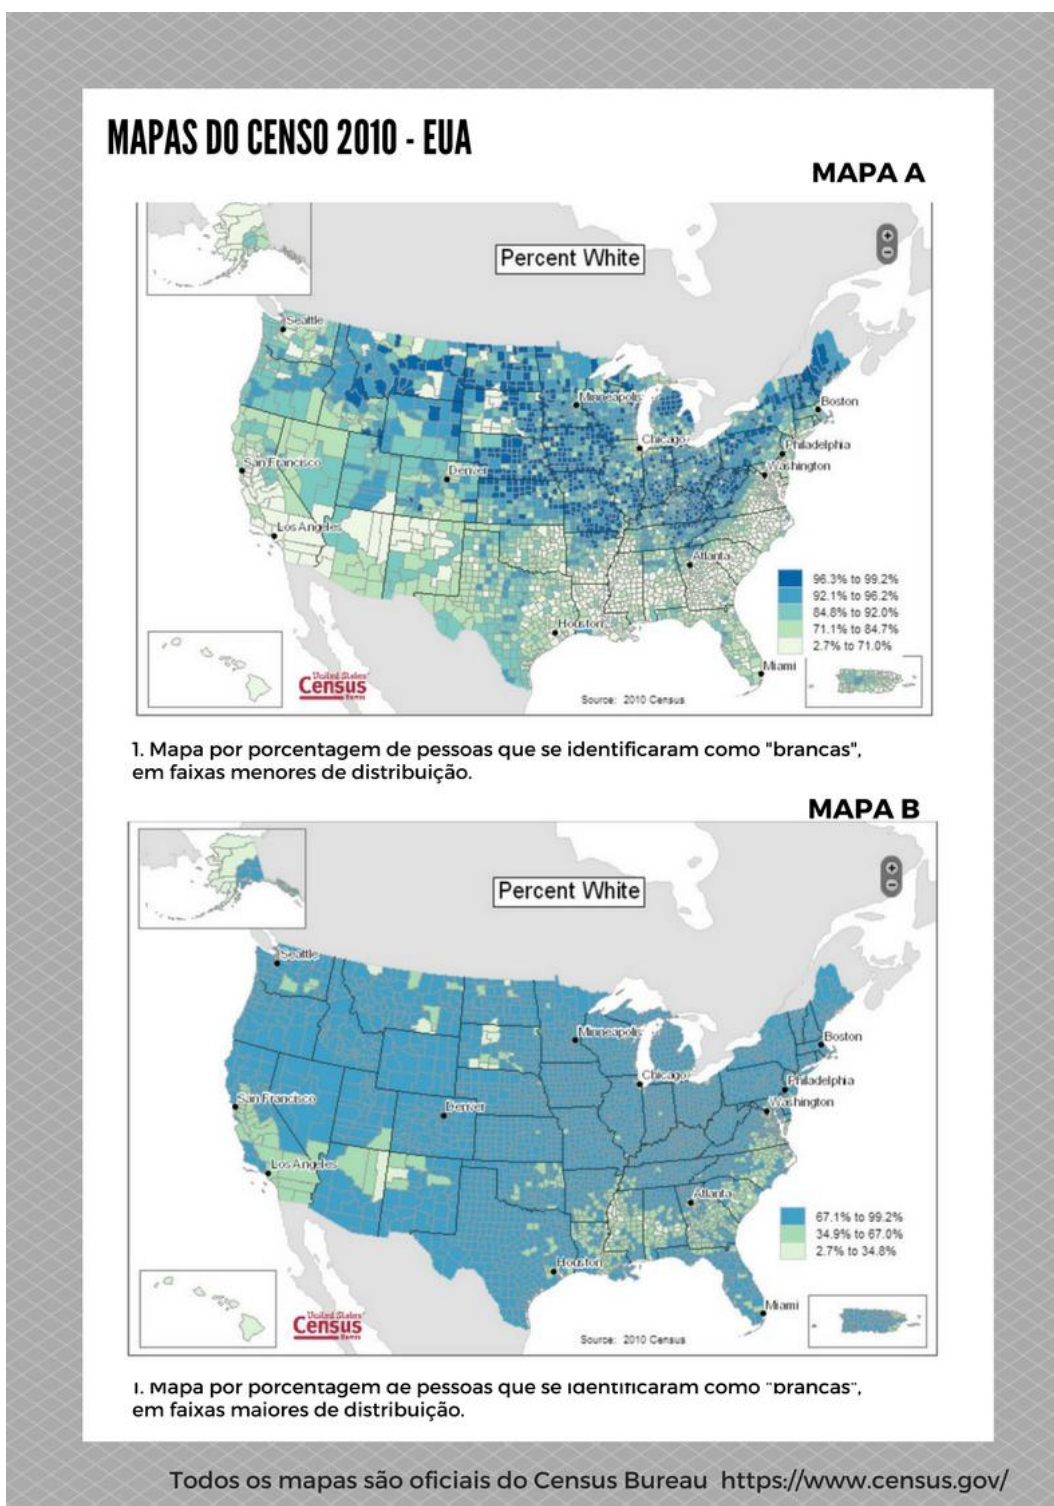 MAPAS DO CENSO 2010 - EUA
MAPA A
Percent White
Seattle
Minneapolis
Boston
Chicago
Philadelphia
Washington
San Francisco
Denver
Los Angeles
Atlanta
Houston
Miami
96.3% to 99.2%
92.1% to 96.2%
84.8% to 92.0%
71.1% to 84.7%
2.7% to 71.0%
United States
Census
Bureau
Source: 2010 Census
1. Mapa por porcentagem de pessoas que se identificaram como "brancas",
em faixas menores de distribuição.
MAPA B
Percent White
Seattle
Minneapolis
Boston
Chicago
Philadelphia
Washington
San Francisco
Denver
Los Angeles
Atlanta
67.1% to 99.2%
34.9% to 67.0%
2.7% to 34.8%
Houston
Miami
United States
Census
Bureau
Source: 2010 Census
1. Mapa por porcentagem de pessoas que se identificaram como "brancas",
em faixas maiores de distribuição.
Todos os mapas são oficiais do Census Bureau https://www.census.gov/